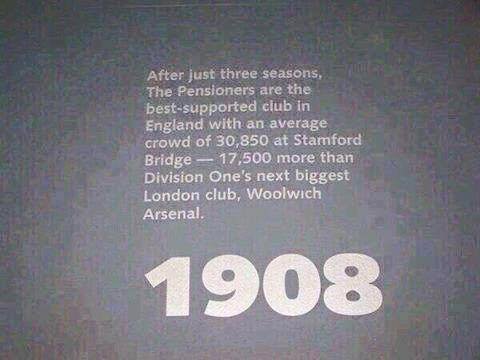 After just three seasons,
The Pensioners are the
best-supported club in
England with an average
crowd of 30,850 at Stamford
Bridge — 17,500 more than
Division One's next biggest
London club, Woolwich
Arsenal.
1908